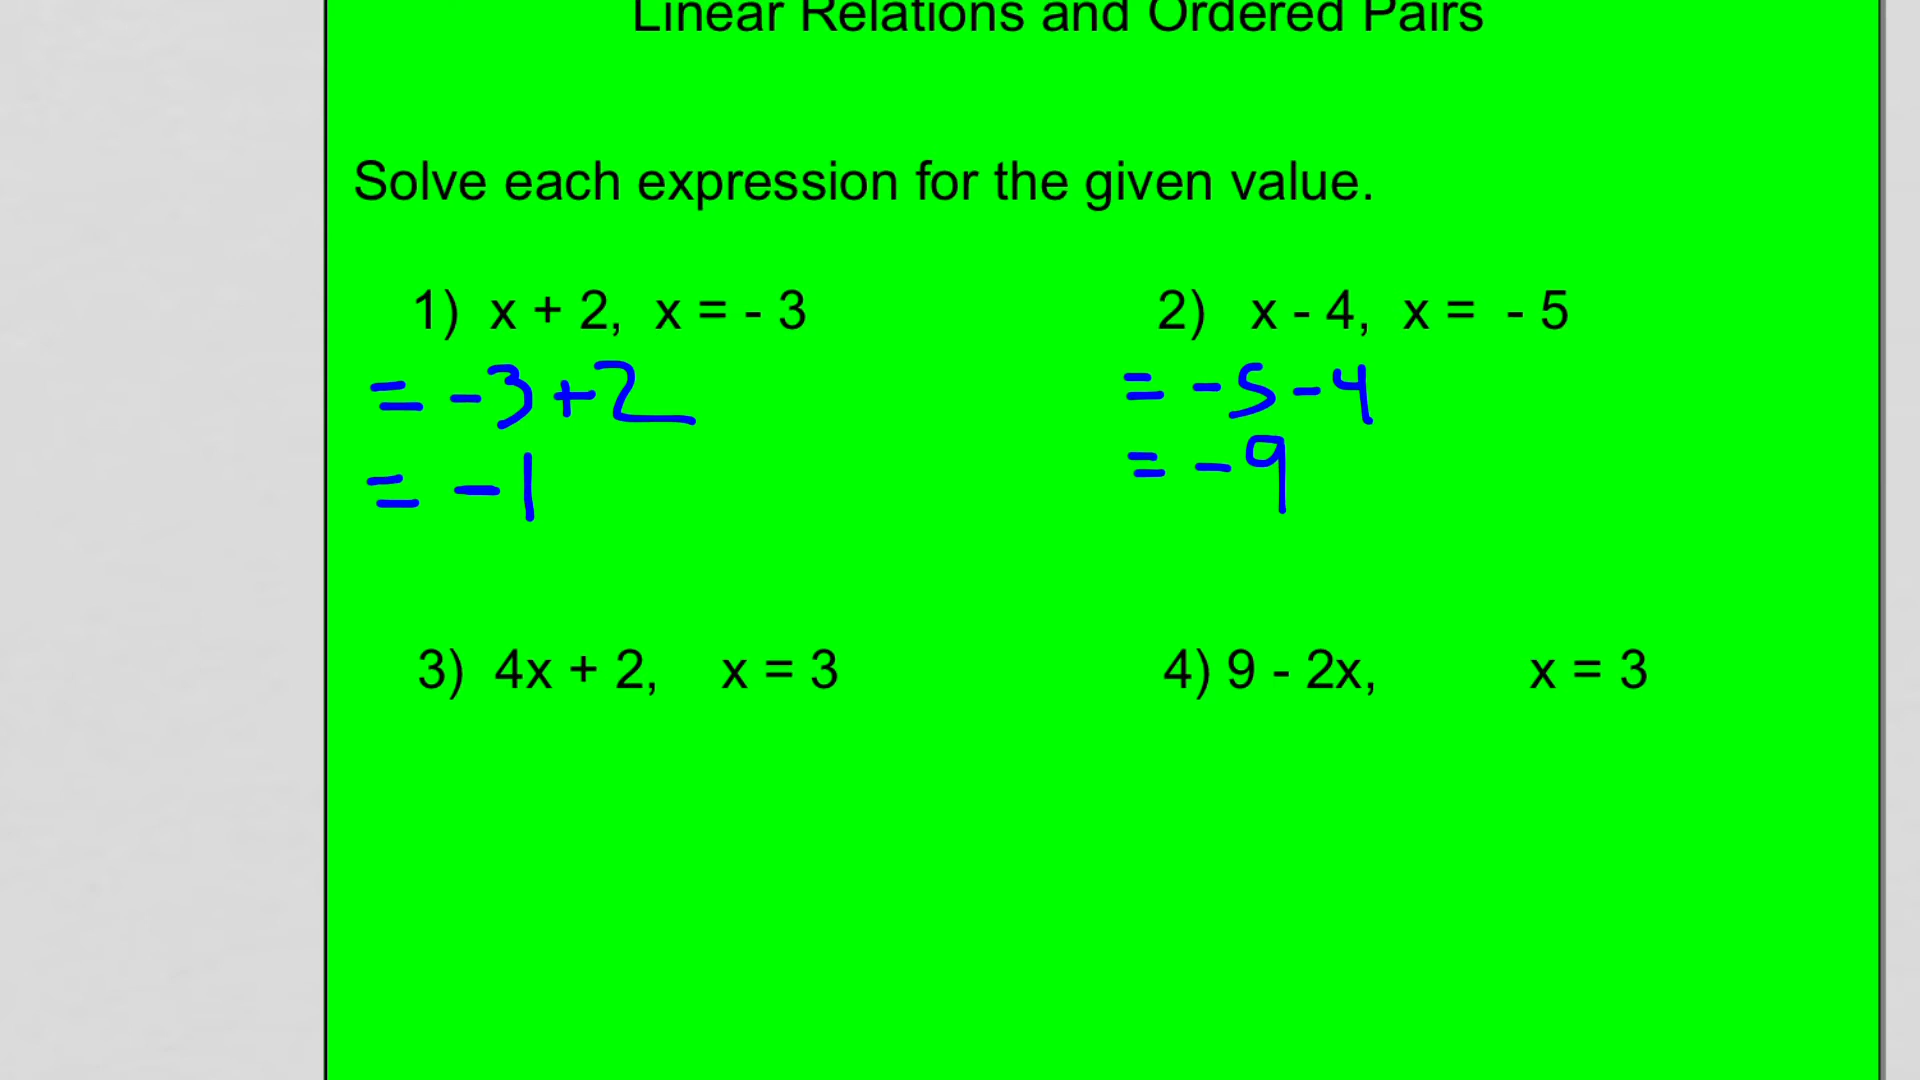 Linear Relations and Ordered Pairs
Solve each expression for the given value.
1) x + 2, x = - 3
= -3+2
= -1
2) x - 4, x = - 5
= -5-4
= -9
3) 4x + 2, x = 3
4) 9 - 2x, x = 3